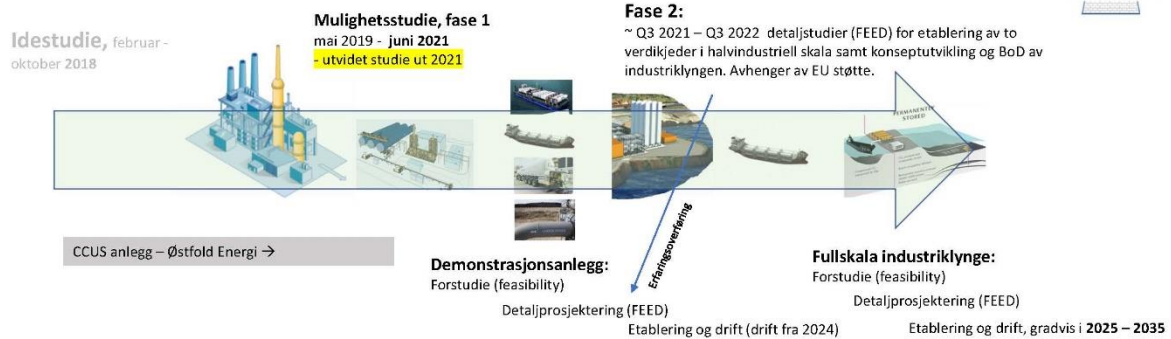 Idestudie, februar -
oktober 2018
Mulighetsstudie, fase 1
mai 2019 - juni 2021
- utvidet studie ut 2021
Fase 2:
~ Q3 2021 – Q3 2022 detaljstudier (FEED) for etablering av to
verdikjeder i halvindustriell skala samt konseptutvikling og BoD av
industriklyngen. Avhenger av EU støtte.
PERMANENTLY
STORED
CCUS anlegg – Østfold Energi →
Erfaringsoverføring
Demonstrasjonsanlegg:
Forstudie (feasibility)
Detaljprosjektering (FEED)
Etablering og drift (drift fra 2024)
Fullskala industriklynge:
Forstudie (feasibility)
Detaljprosjektering (FEED)
Etablering og drift, gradvis i 2025 – 2035